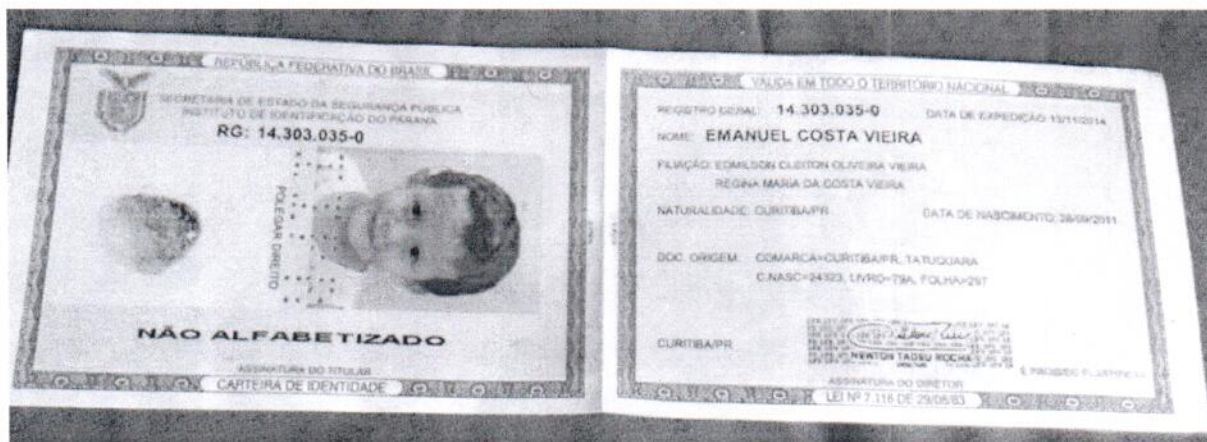 REPÚBLICA FEDERATIVA DO BRASIL
SECRETARIA DE ESTADO DA SEGURANÇA PÚBLICA
INSTITUTO DE IDENTIFICAÇÃO DO PARANÁ
RG: 14.303.035-0
POLEGAR DIREITO
NÃO ALFABETIZADO
ASSINATURA DO TITULAR
CARTEIRA DE IDENTIDADE
VÁLIDA EM TODO O TERRITÓRIO NACIONAL
REGISTRO GERAL: 14.303.035-0 DATA DE EXPEDIÇÃO: 13/11/2014
NOME: EMANUEL COSTA VIEIRA
FILIAÇÃO: EDMILSON CLEITON OLIVEIRA VIEIRA
REGINA MARIA DA COSTA VIEIRA
NATURALIDADE: CURITIBA/PR DATA DE NASCIMENTO: 28/09/2011
DOC. ORIGEM: COMARCA=CURITIBA/PR, TATUQUARA
C.NASC=24323, LIVRO=79A, FOLHA=297
CURITIBA/PR
NEWTON TADEU ROCHA
DIRETOR
É PROIBIDO PLASTIFICAR
ASSINATURA DO DIRETOR
LEI Nº 7.116 DE 29/08/83